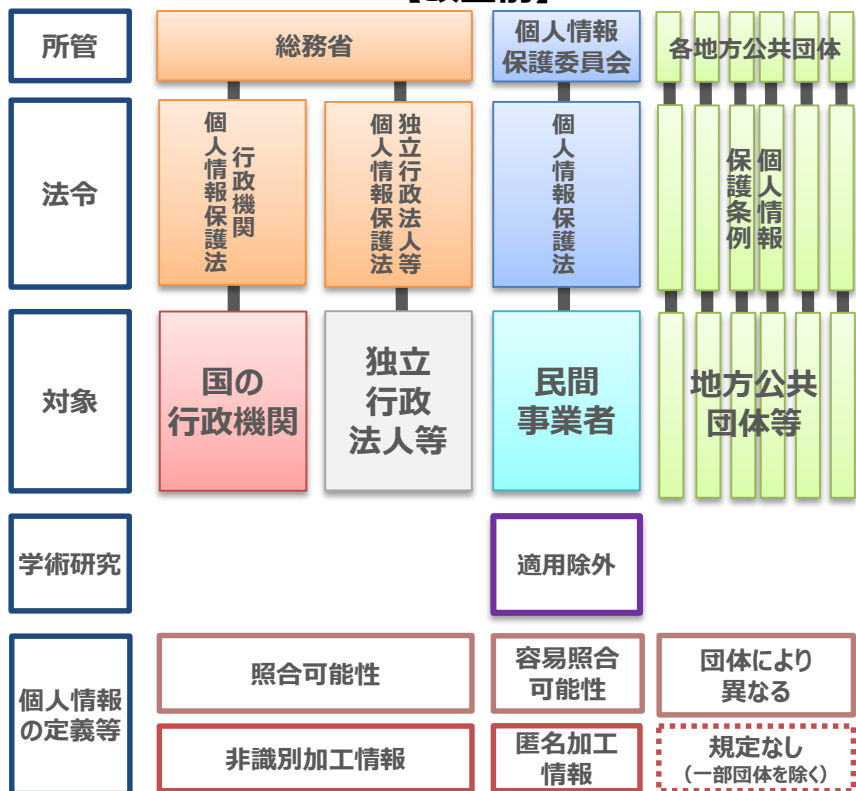 所管
総務省
個人情報
保護委員会
各地方公共団体
法令
行政機関
個人情報保護法
独立行政法人等
個人情報保護法
個人情報保護法
個人情報
保護条例
対象
国の
行政機関
独立
行政
法人等
民間
事業者
地方公共
団体等
学術研究
適用除外
個人情報
の定義等
照合可能性
容易照合
可能性
団体により
異なる
非識別加工情報
匿名加工
情報
規定なし
（一部団体を除く）